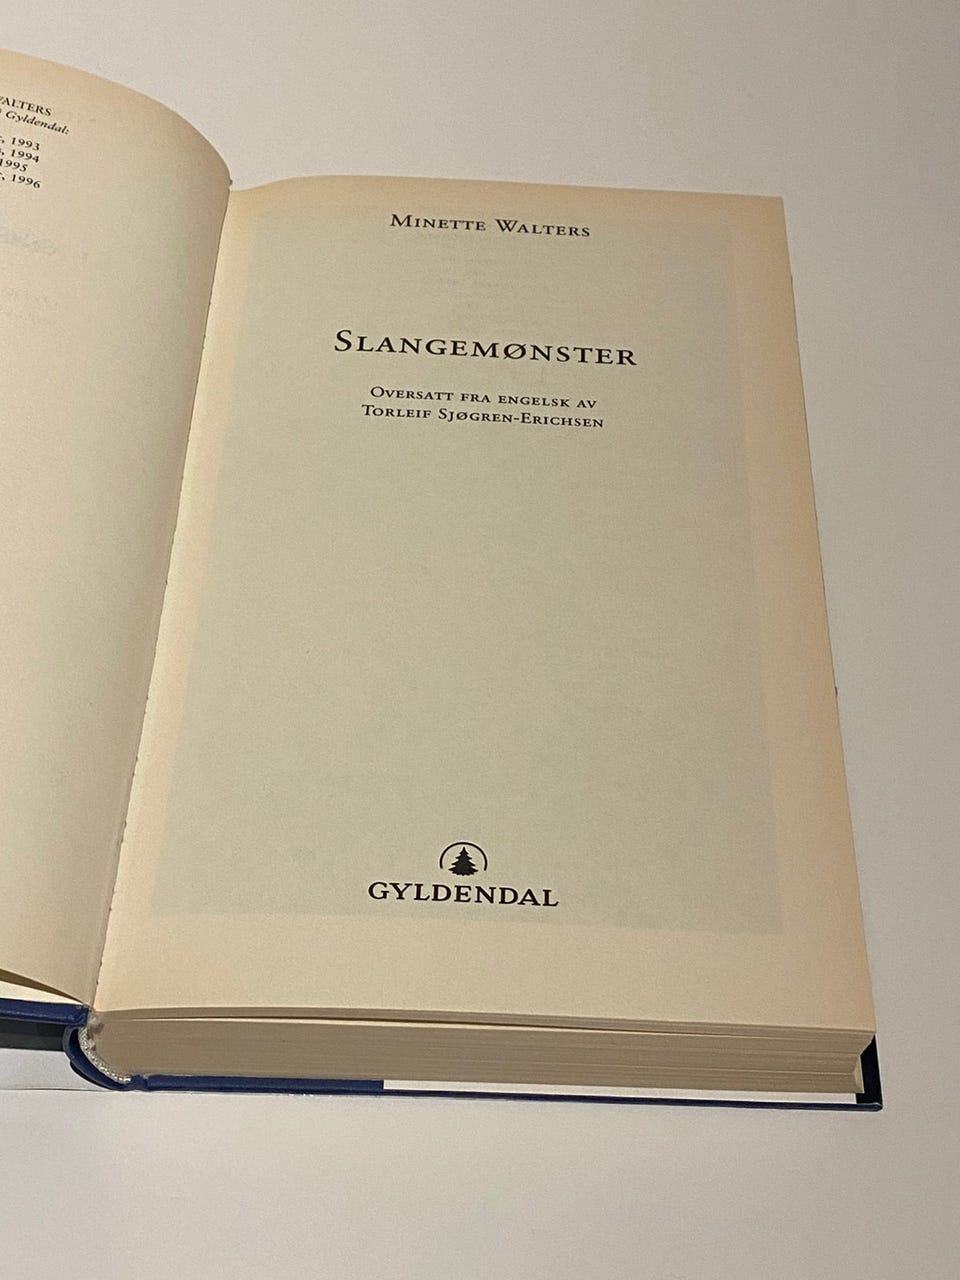 WALTERS
Gyldendal:
, 1993
, 1994
1995
, 1996
MINETTE WALTERS
SLANGEMØNSTER
OVERSATT FRA ENGELSK AV
TORLEIF SJØGREN-ERICHSEN
GYLDENDAL